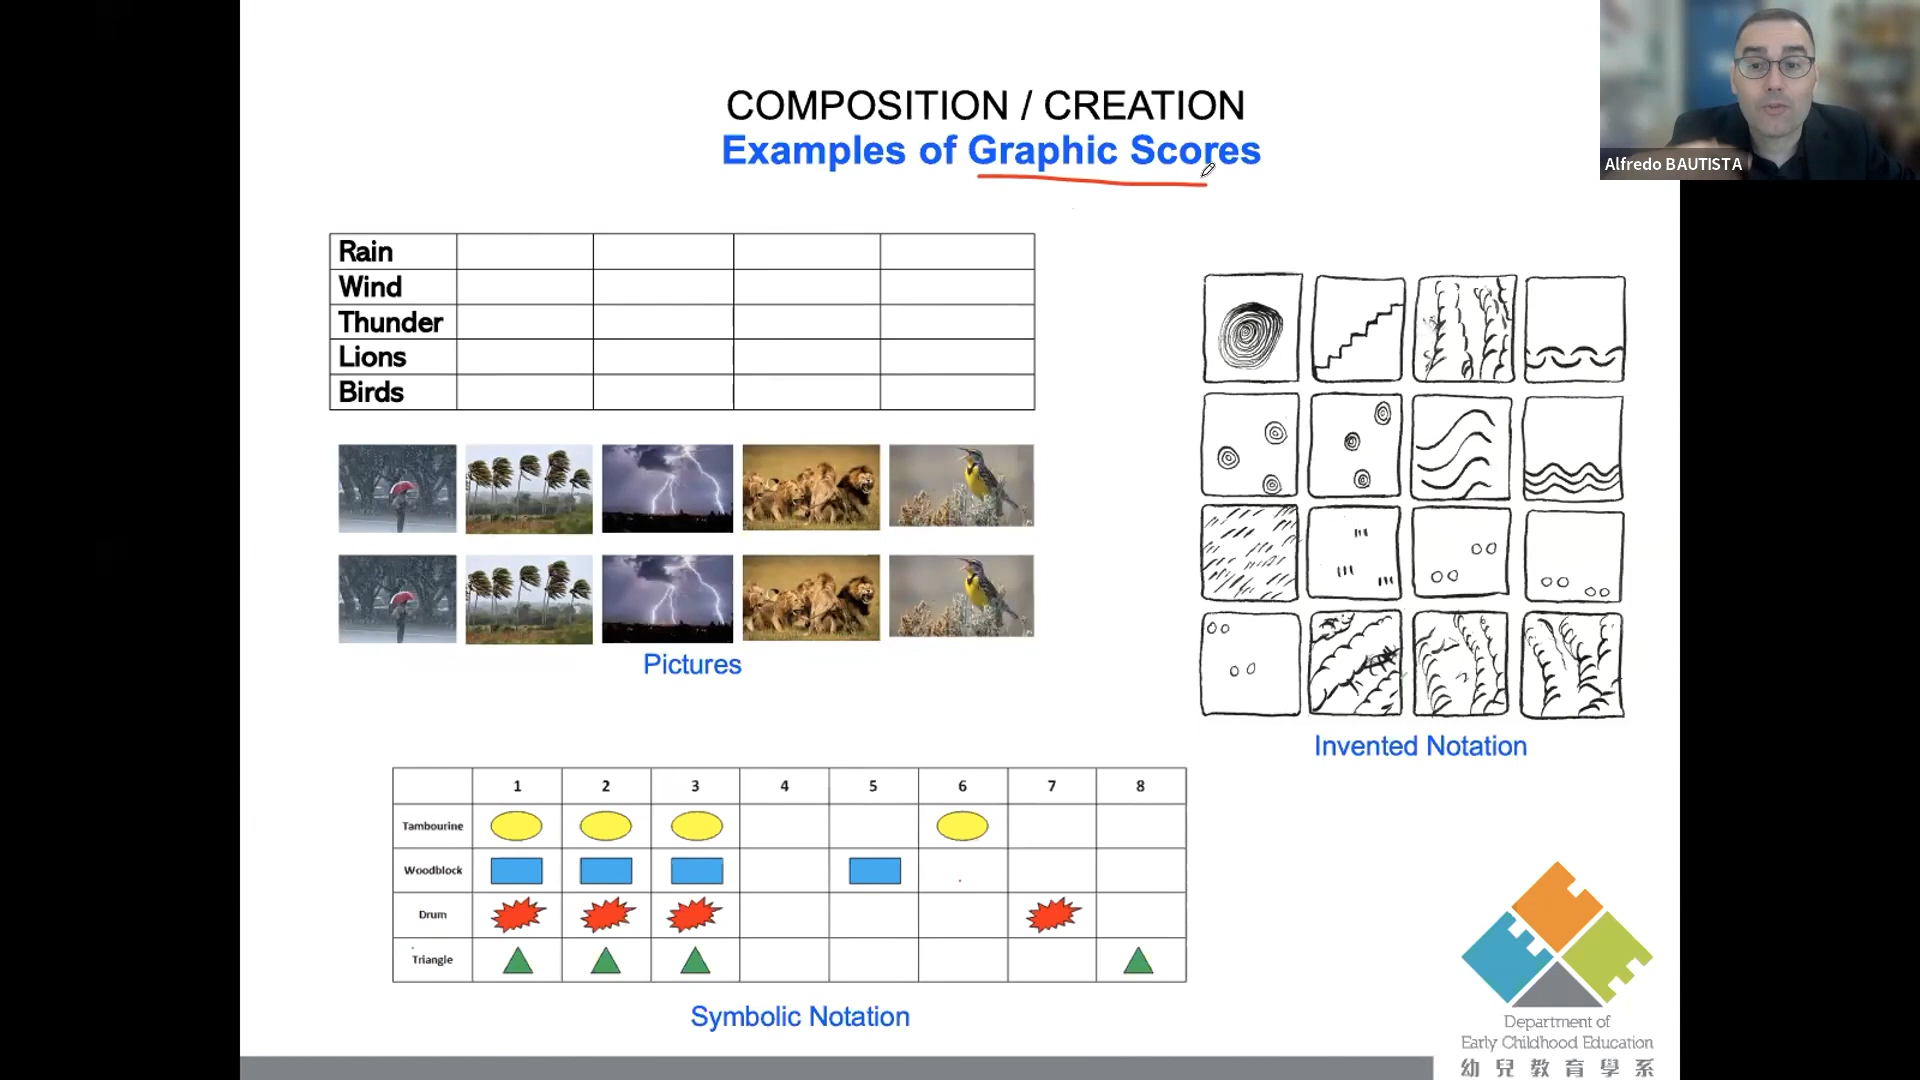 COMPOSITION / CREATION
Examples of Graphic Scores
Alfredo BAUTISTA
Rain
Wind
Thunder
Lions
Birds
Pictures
Invented Notation
1 2 3 4 5 6 7 8
Tambourine
Woodblock
Drum
Triangle
Symbolic Notation
Department of
Early Childhood Education
幼兒教育學系